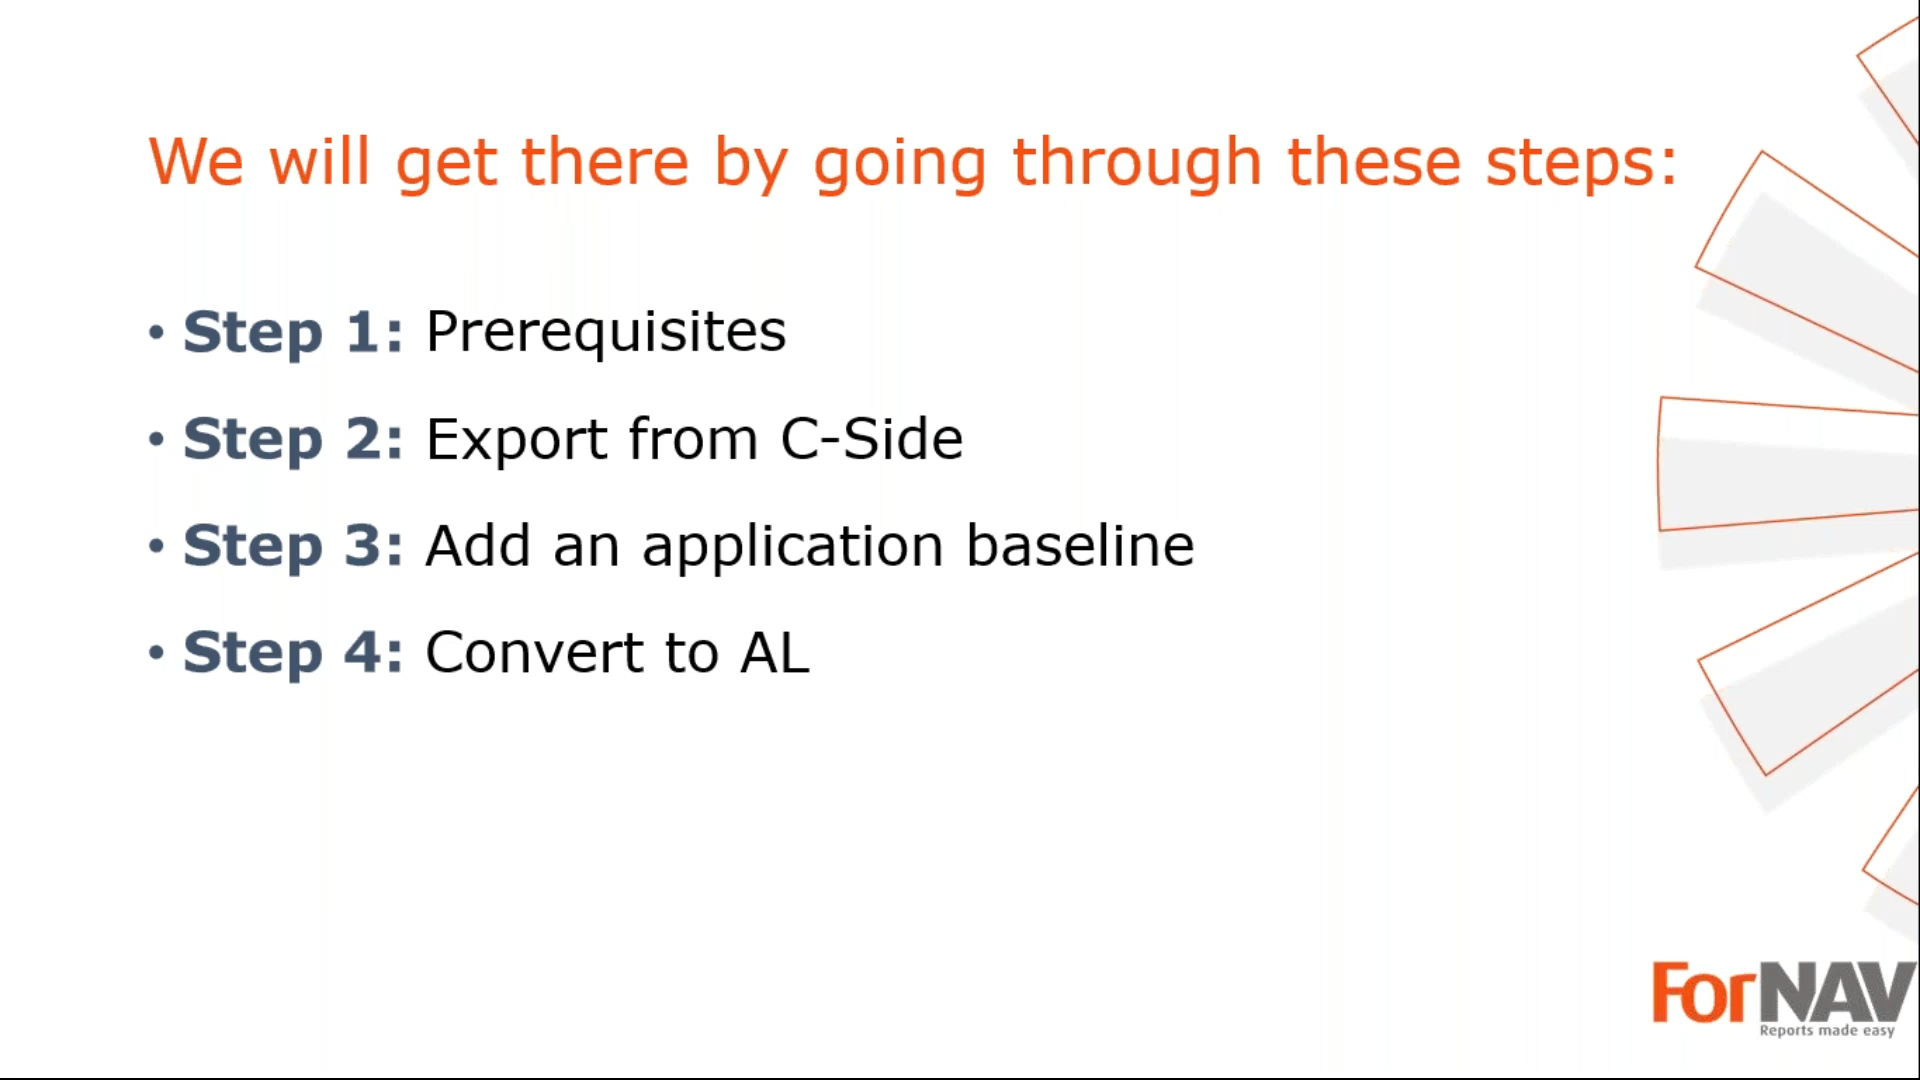 We will get there by going through these steps:
• Step 1: Prerequisites
• Step 2: Export from C-Side
• Step 3: Add an application baseline
• Step 4: Convert to AL
ForNAV
Reports made easy